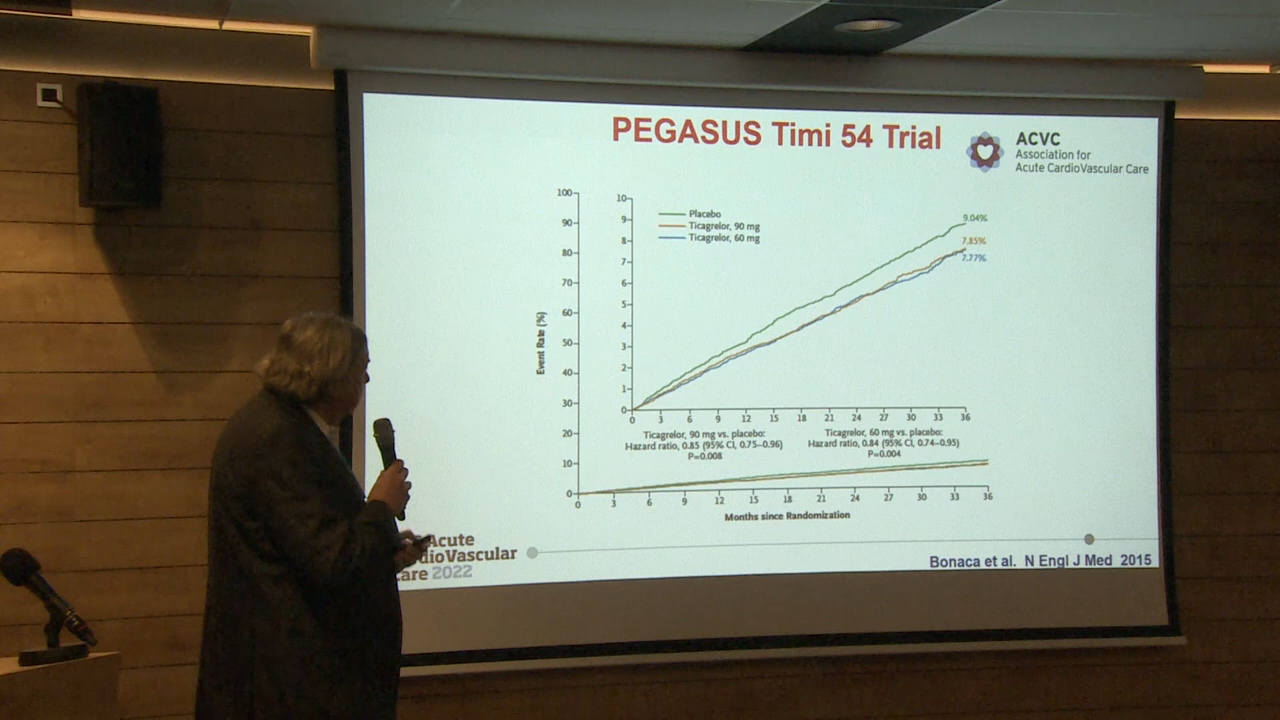 PEGASUS Timi 54 Trial
ACVC
Association for
Acute CardioVascular Care
100
90
80
70
60
50
40
30
20
10
0
Event Rate (%)
10
9
8
7
6
5
4
3
2
1
0
Placebo
Ticagrelor, 90 mg
Ticagrelor, 60 mg
9.04%
7.85%
7.77%
0 3 6 9 12 15 18 21 24 27 30 33 36
Ticagrelor, 90 mg vs. placebo:
Hazard ratio, 0.85 (95% CI, 0.75–0.96)
P=0.008
Ticagrelor, 60 mg vs. placebo:
Hazard ratio, 0.84 (95% CI, 0.74–0.95)
P=0.004
0 3 6 9 12 15 18 21 24 27 30 33 36
Months since Randomization
Acute
dioVascular
are 2022
Bonaca et al. N Engl J Med 2015